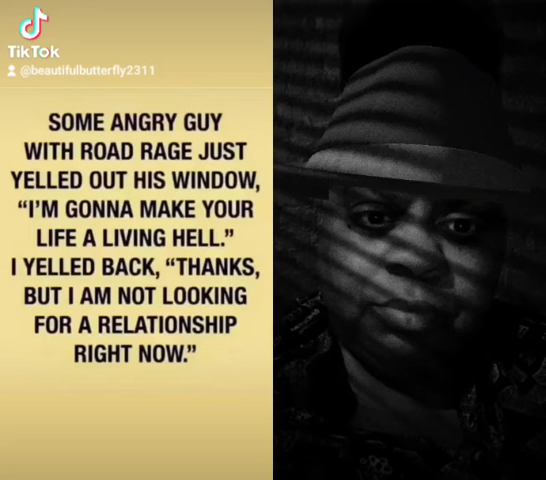 TikTok
@beautifulbutterfly2311
SOME ANGRY GUY
WITH ROAD RAGE JUST
YELLED OUT HIS WINDOW,
“I’M GONNA MAKE YOUR
LIFE A LIVING HELL.”
I YELLED BACK, “THANKS,
BUT I AM NOT LOOKING
FOR A RELATIONSHIP
RIGHT NOW.”